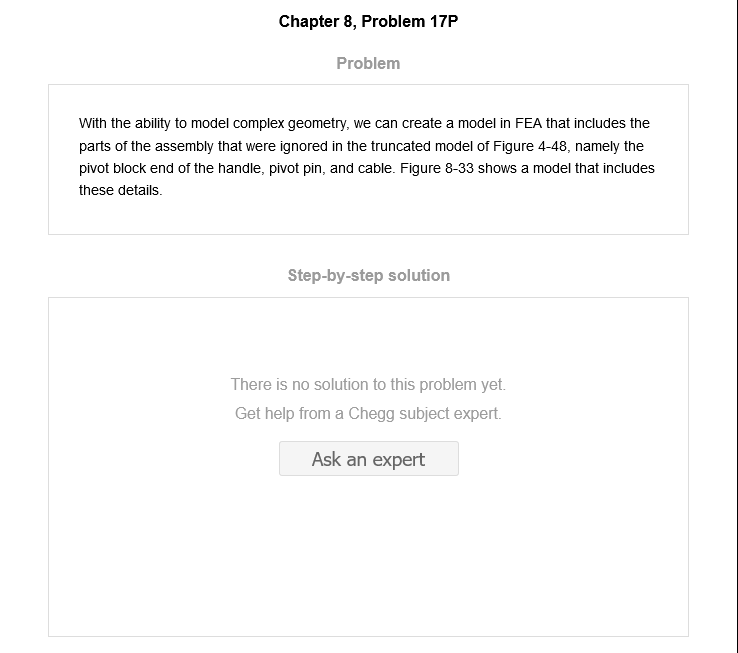 Chapter 8, Problem 17P
Problem
With the ability to model complex geometry, we can create a model in FEA that includes the
parts of the assembly that were ignored in the truncated model of Figure 4-48, namely the
pivot block end of the handle, pivot pin, and cable. Figure 8-33 shows a model that includes
these details.
Step-by-step solution
There is no solution to this problem yet.
Get help from a Chegg subject expert.
Ask an expert